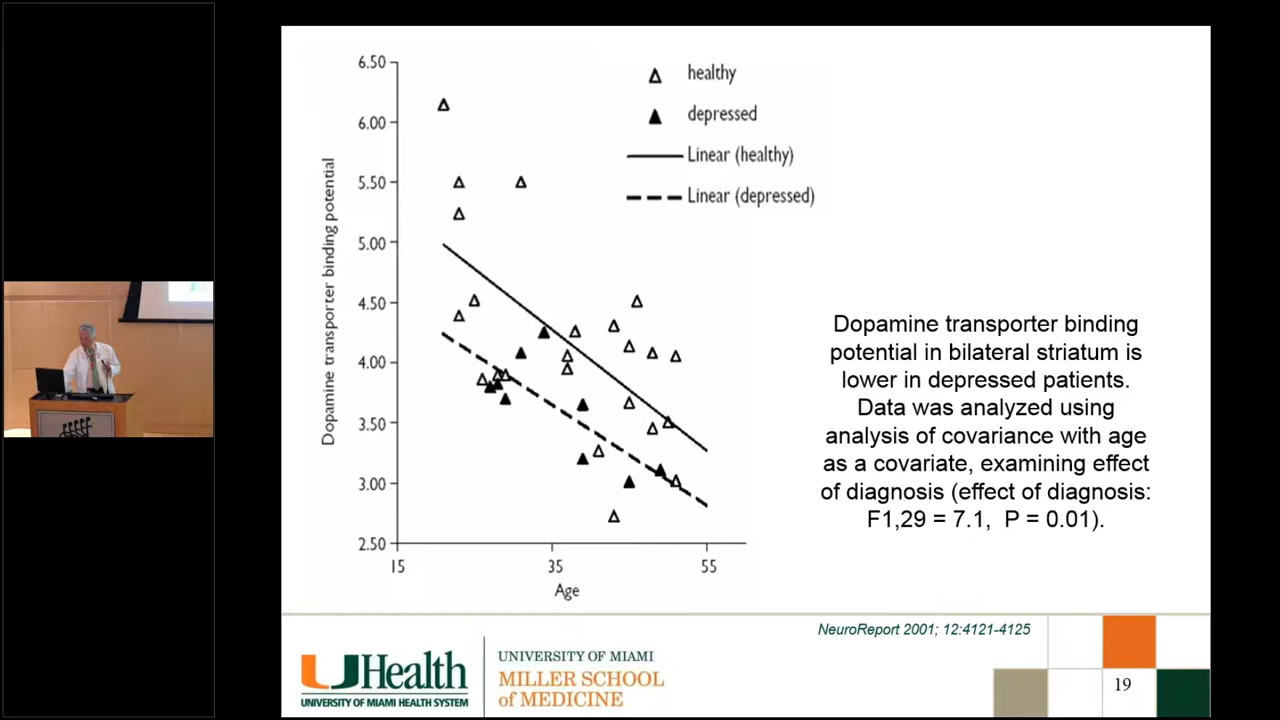 6.50
6.00
5.50
5.00
4.50
4.00
3.50
3.00
2.50
Dopamine transporter binding potential
15
35
55
Age
healthy
depressed
Linear (healthy)
Linear (depressed)
Dopamine transporter binding
potential in bilateral striatum is
lower in depressed patients.
Data was analyzed using
analysis of covariance with age
as a covariate, examining effect
of diagnosis (effect of diagnosis:
F1,29 = 7.1, P = 0.01).
NeuroReport 2001; 12:4121-4125
UHealth
UNIVERSITY OF MIAMI HEALTH SYSTEM
UNIVERSITY OF MIAMI
MILLER SCHOOL
of MEDICINE
19